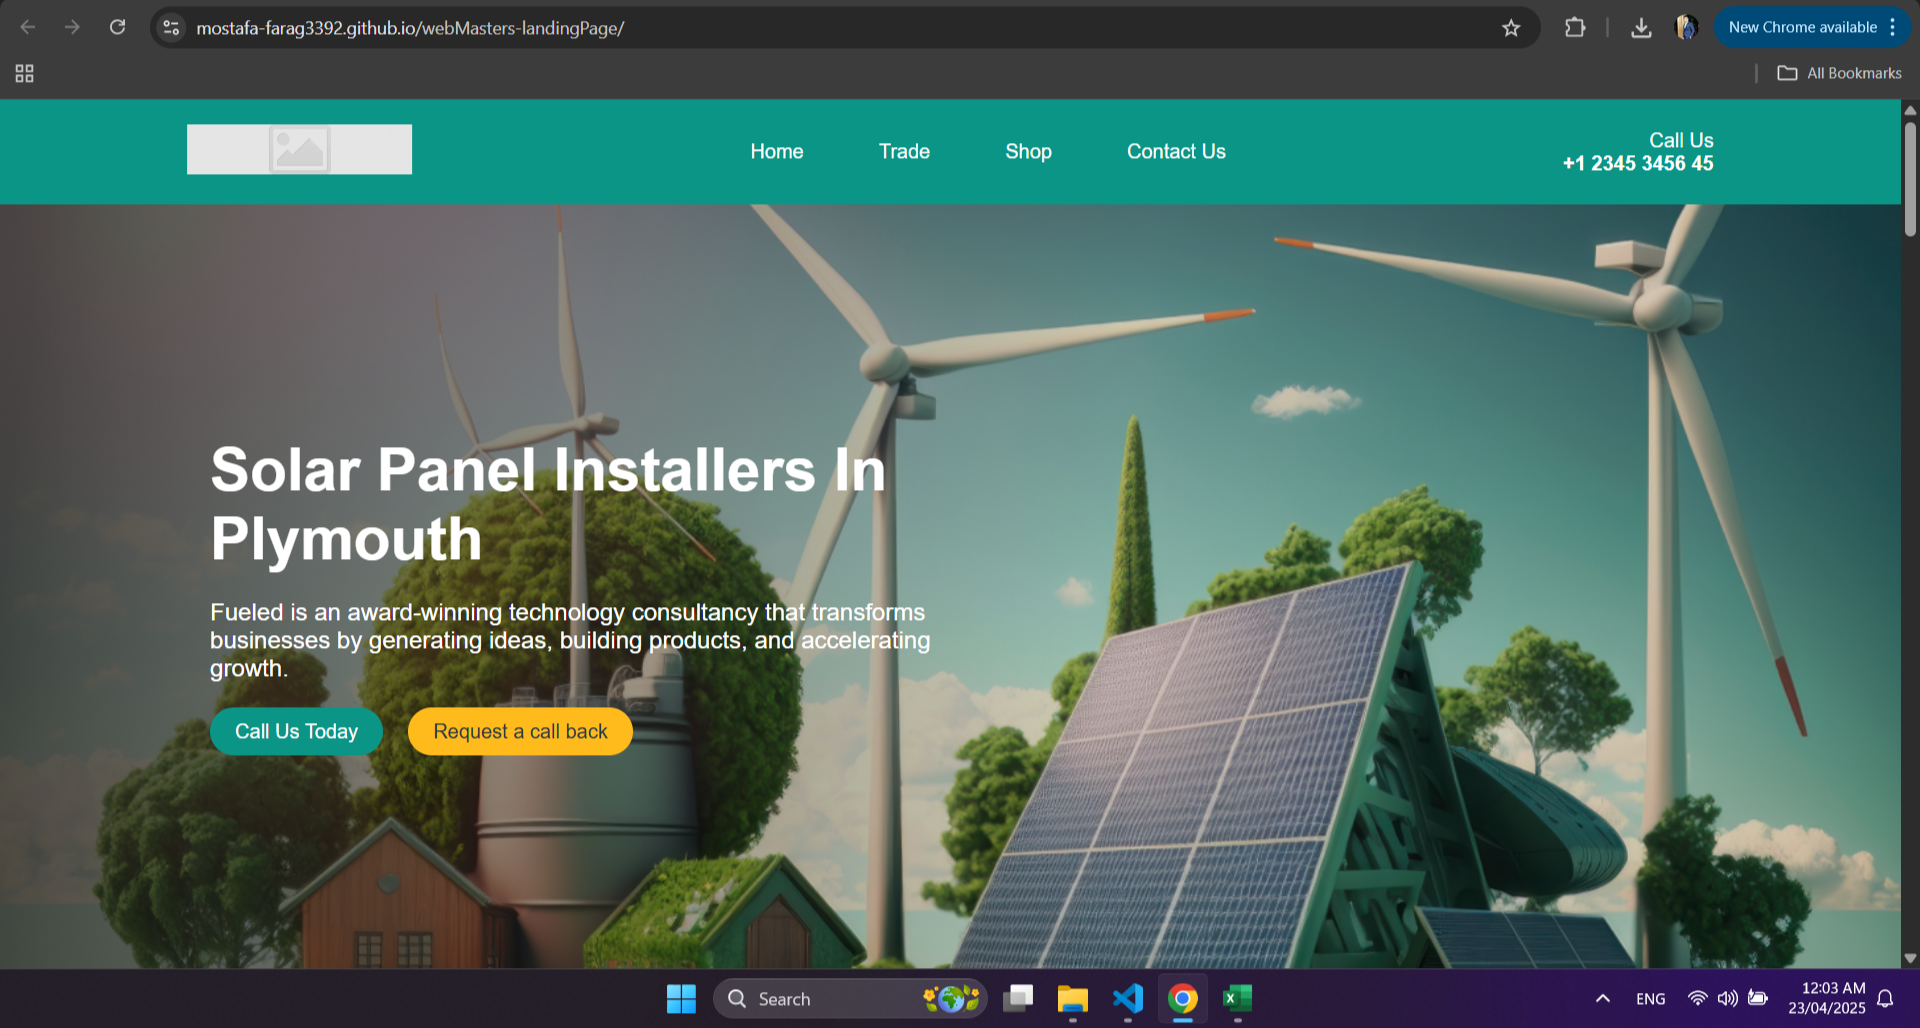 mostafa-farag3392.github.io/webMasters-landingPage/
New Chrome available
All Bookmarks
Home
Trade
Shop
Contact Us
Call Us
+1 2345 3456 45
Solar Panel Installers In
Plymouth
Fueled is an award-winning technology consultancy that transforms
businesses by generating ideas, building products, and accelerating
growth.
Call Us Today
Request a call back
Search
ENG
12:03 AM
23/04/2025